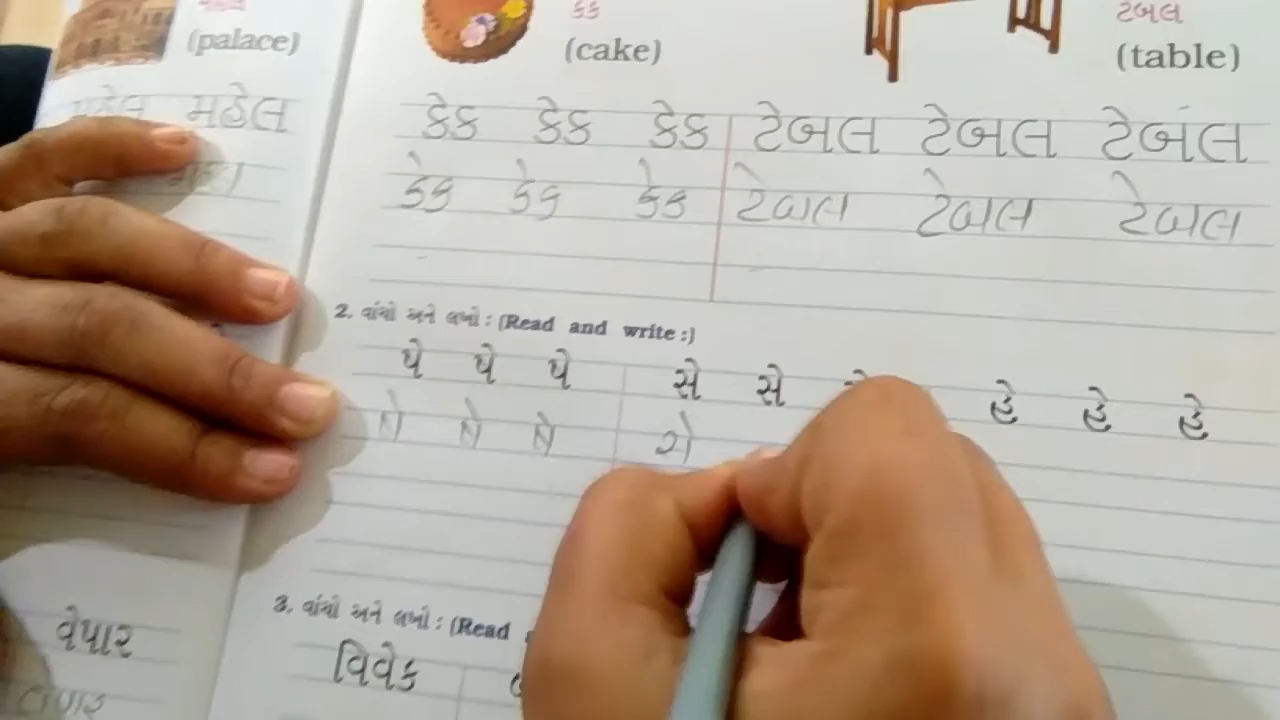 (palace)
મહેલ મહેલ
કેક
(cake)
ટેબલ
(table)
કેક કેક કેક ટેબલ ટેબલ ટેબલ
કેક કેક કેક ટેબલ ટેબલ ટેબલ
2. વાંચો અને લખો : (Read and write :)
પે પે પે સે સે હે હે હે
3. વાંચો અને લખો : (Read
વિવેક
વેપાર